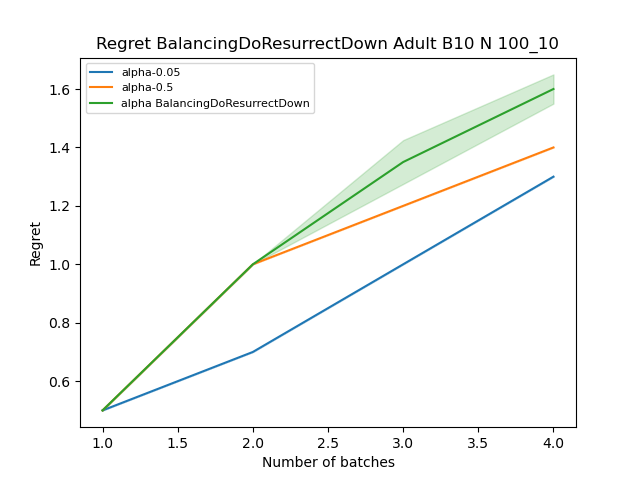 Regret BalancingDoResurrectDown Adult B10 N 100_10
alpha-0.05
alpha-0.5
alpha BalancingDoResurrectDown
1.6
1.4
1.2
1.0
0.8
0.6
Regret
1.0 1.5 2.0 2.5 3.0 3.5 4.0
Number of batches